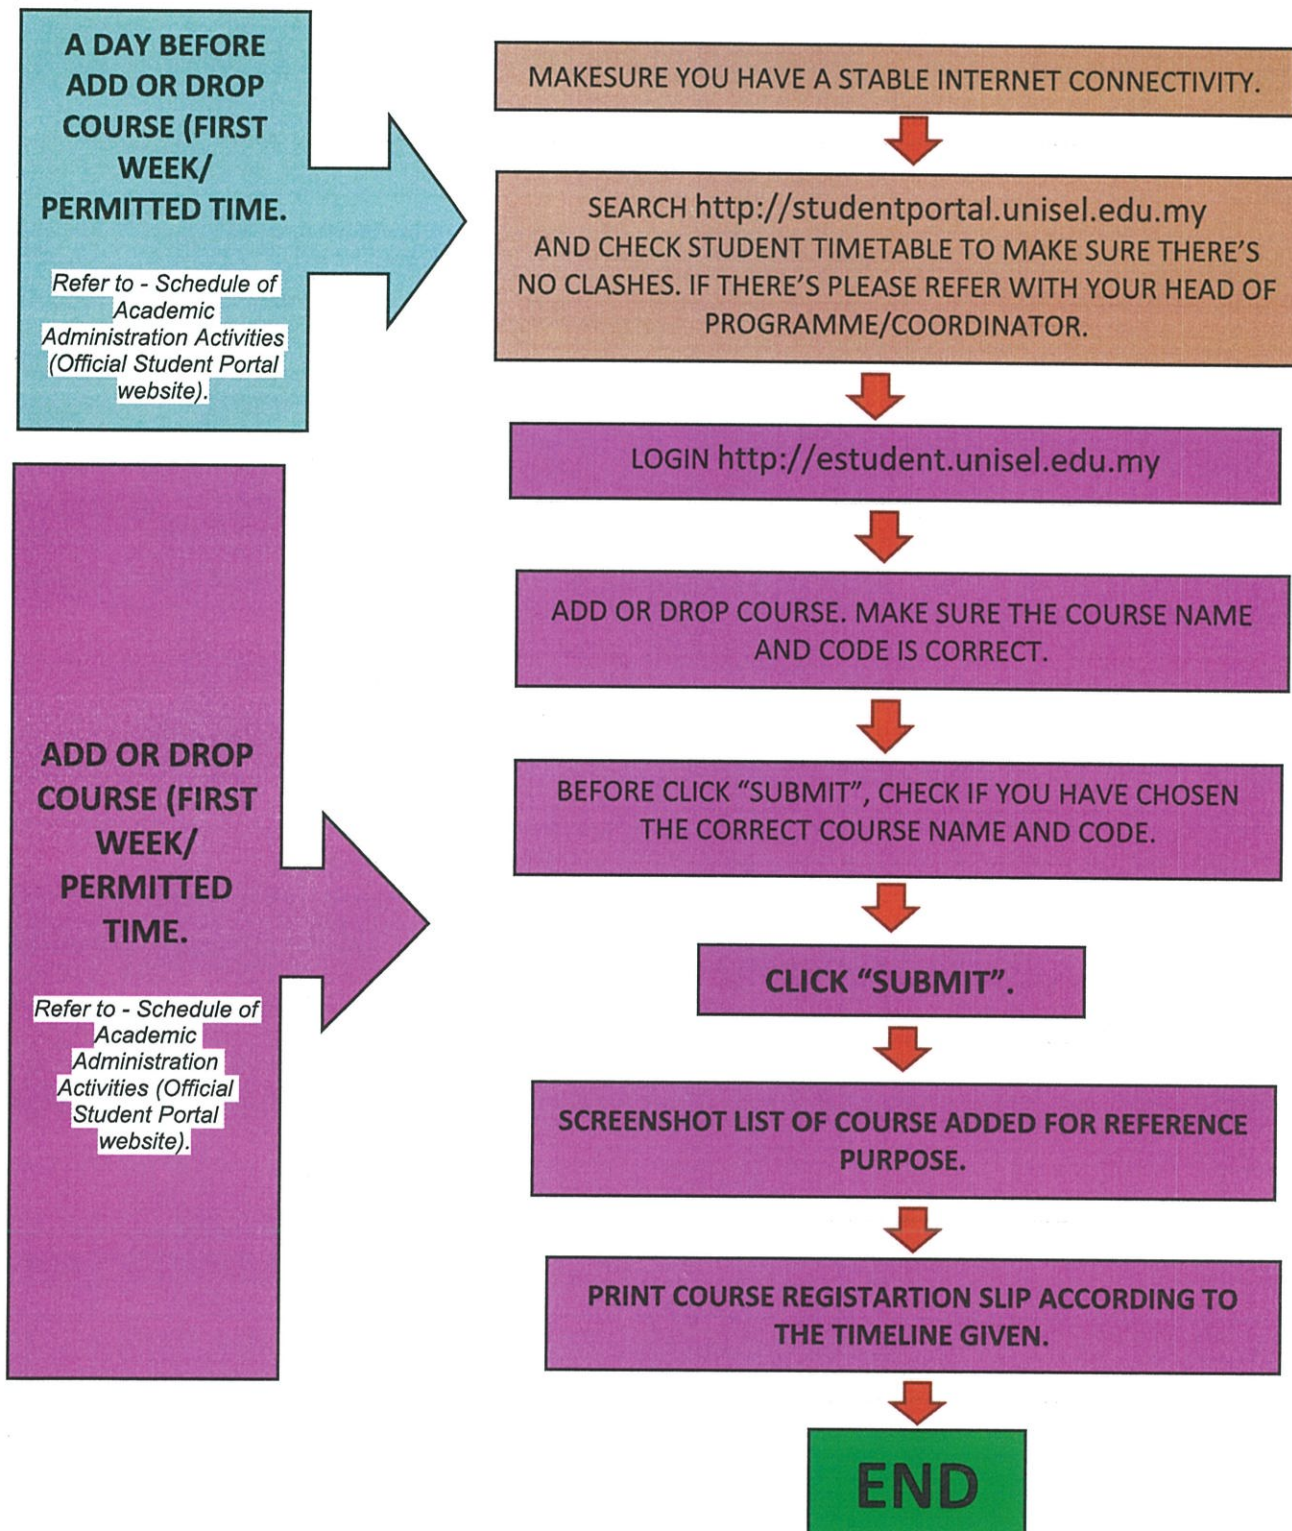 A DAY BEFORE
ADD OR DROP
COURSE (FIRST
WEEK/
PERMITTED TIME.
Refer to - Schedule of
Academic
Administration Activities
(Official Student Portal
website).
MAKESURE YOU HAVE A STABLE INTERNET CONNECTIVITY.
SEARCH http://studentportal.unisel.edu.my
AND CHECK STUDENT TIMETABLE TO MAKE SURE THERE'S
NO CLASHES. IF THERE'S PLEASE REFER WITH YOUR HEAD OF
PROGRAMME/COORDINATOR.
ADD OR DROP
COURSE (FIRST
WEEK/
PERMITTED
TIME.
Refer to - Schedule of
Academic
Administration
Activities (Official
Student Portal
website).
LOGIN http://estudent.unisel.edu.my
ADD OR DROP COURSE. MAKE SURE THE COURSE NAME
AND CODE IS CORRECT.
BEFORE CLICK “SUBMIT”, CHECK IF YOU HAVE CHOSEN
THE CORRECT COURSE NAME AND CODE.
CLICK “SUBMIT”.
SCREENSHOT LIST OF COURSE ADDED FOR REFERENCE
PURPOSE.
PRINT COURSE REGISTARTION SLIP ACCORDING TO
THE TIMELINE GIVEN.
END